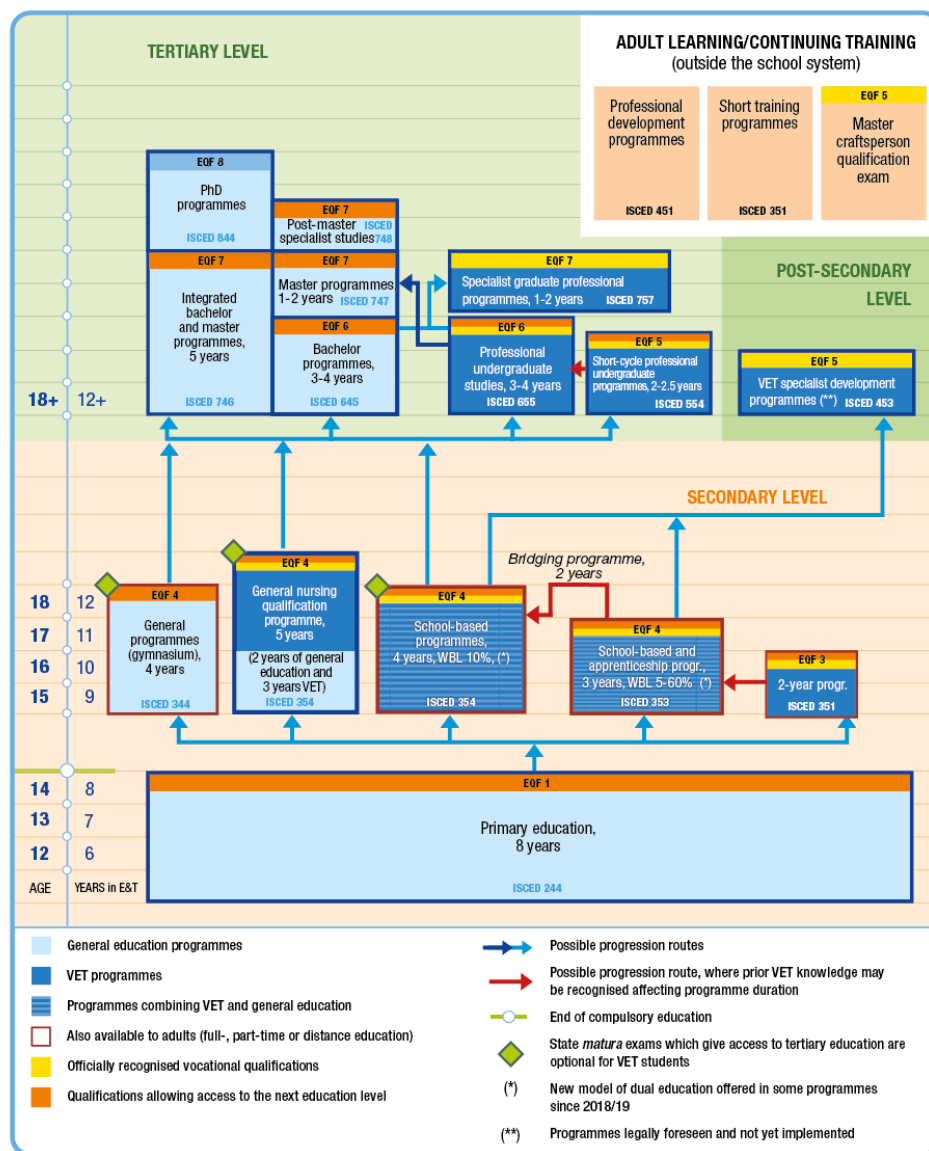 TERTIARY LEVEL
ADULT LEARNING/CONTINUING TRAINING
(outside the school system)
Professional
development
programmes
ISCED 451
Short training
programmes
ISCED 351
EQF 5
Master
craftsperson
qualification
exam
EQF 8
PhD
programmes
ISCED 844
EQF 7
Post-master ISCED
specialist studies 748
EQF 7
Integrated
bachelor
and master
programmes,
5 years
ISCED 746
EQF 7
Master programmes,
1-2 years ISCED 747
EQF 6
Bachelor
programmes,
3-4 years
ISCED 645
EQF 7
Specialist graduate professional
programmes, 1-2 years ISCED 757
EQF 6
Professional
undergraduate
studies, 3-4 years
ISCED 655
EQF 5
Short-cycle professional
undergraduate
programmes, 2-2.5 years
ISCED 554
POST-SECONDARY
LEVEL
EQF 5
VET specialist development
programmes (**) ISCED 453
18+ 12+
SECONDARY LEVEL
Bridging programme,
2 years
EQF 4
General
programmes
(gymnasium),
4 years
ISCED 344
EQF 4
General nursing
qualification
programme,
5 years
(2 years of general
education and
3 years VET)
ISCED 354
EQF 4
School-based
programmes,
4 years, WBL 10%, (*)
ISCED 354
EQF 4
School-based and
apprenticeship progr.,
3 years, WBL 5-60% (*)
ISCED 353
EQF 3
2-year progr.
ISCED 351
18 12
17 11
16 10
15 9
14 8
13 7
12 6
AGE YEARS in E&T
EQF 1
Primary education,
8 years
ISCED 244
General education programmes
VET programmes
Programmes combining VET and general education
Also available to adults (full-, part-time or distance education)
Officially recognised vocational qualifications
Qualifications allowing access to the next education level
Possible progression routes
Possible progression route, where prior VET knowledge may
be recognised affecting programme duration
End of compulsory education
State matura exams which give access to tertiary education are
optional for VET students
(*) New model of dual education offered in some programmes
since 2018/19
(**) Programmes legally foreseen and not yet implemented